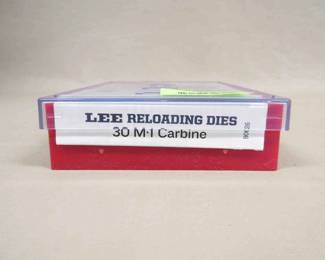 LEE RELOADING DIES
30 M-1 Carbine